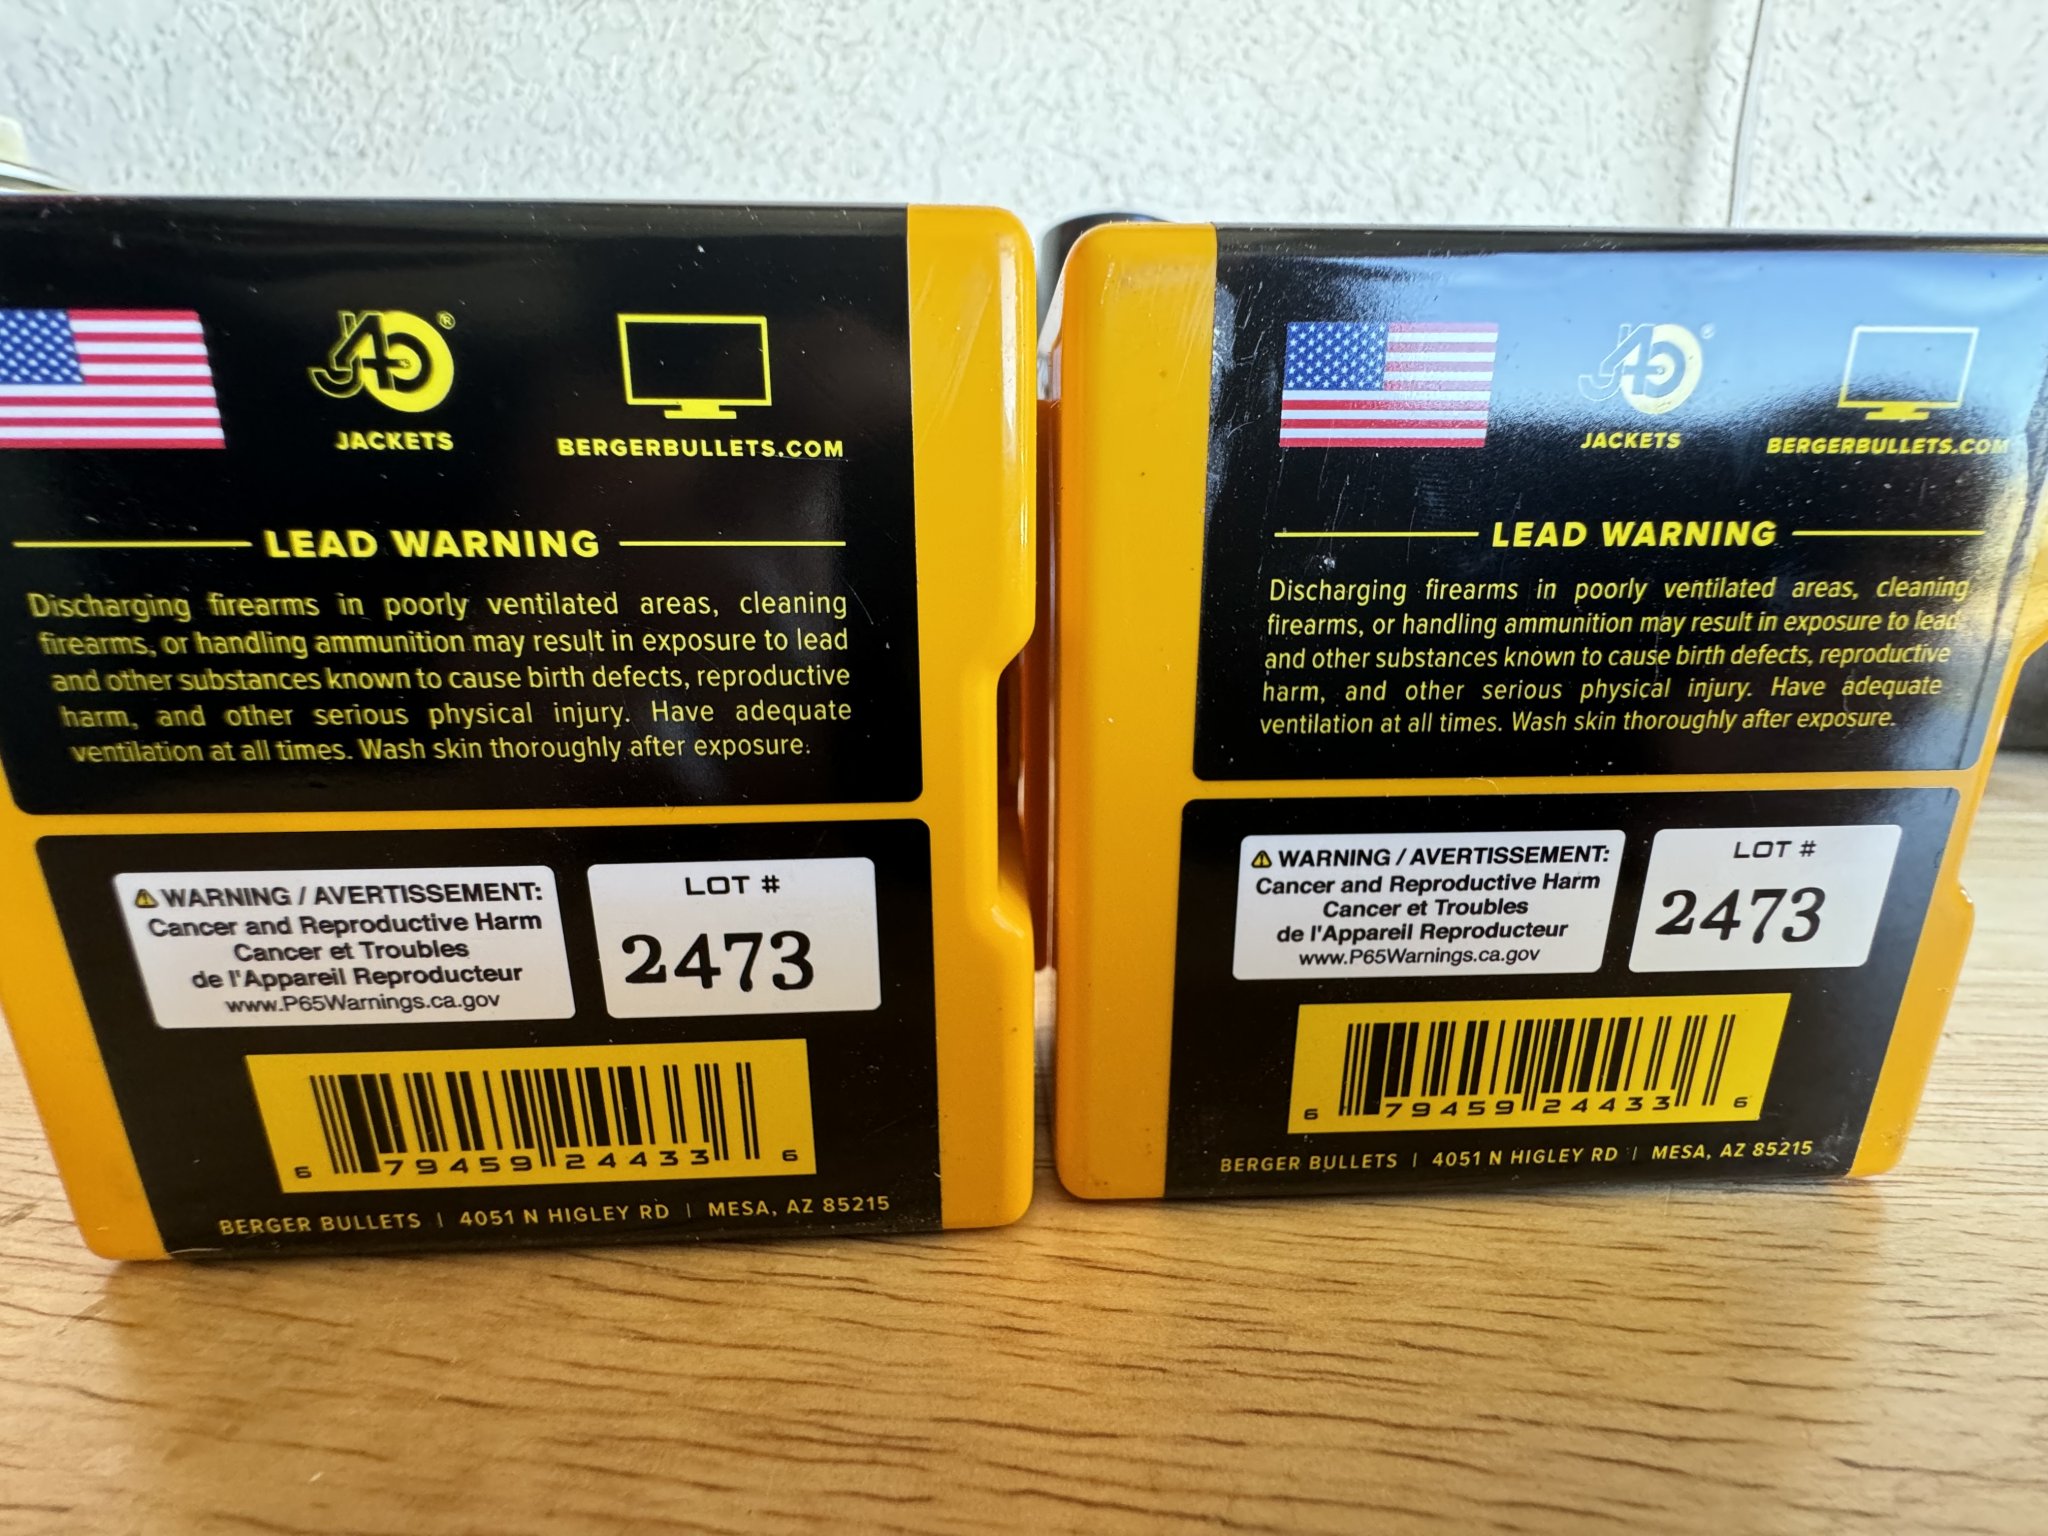 J4 ®
JACKETS
BERGERBULLETS.COM
LEAD WARNING
Discharging firearms in poorly ventilated areas, cleaning
firearms, or handling ammunition may result in exposure to lead
and other substances known to cause birth defects, reproductive
harm, and other serious physical injury. Have adequate
ventilation at all times. Wash skin thoroughly after exposure.
⚠ WARNING / AVERTISSEMENT:
Cancer and Reproductive Harm
Cancer et Troubles
de l'Appareil Reproducteur
www.P65Warnings.ca.gov
LOT #
2473
6 79459 24433 6
BERGER BULLETS | 4051 N HIGLEY RD | MESA, AZ 85215
J4 ®
JACKETS
BERGERBULLETS.COM
LEAD WARNING
Discharging firearms in poorly ventilated areas, cleaning
firearms, or handling ammunition may result in exposure to lead
and other substances known to cause birth defects, reproductive
harm, and other serious physical injury. Have adequate
ventilation at all times. Wash skin thoroughly after exposure.
⚠ WARNING / AVERTISSEMENT:
Cancer and Reproductive Harm
Cancer et Troubles
de l'Appareil Reproducteur
www.P65Warnings.ca.gov
LOT #
2473
6 79459 24433 6
BERGER BULLETS | 4051 N HIGLEY RD | MESA, AZ 85215